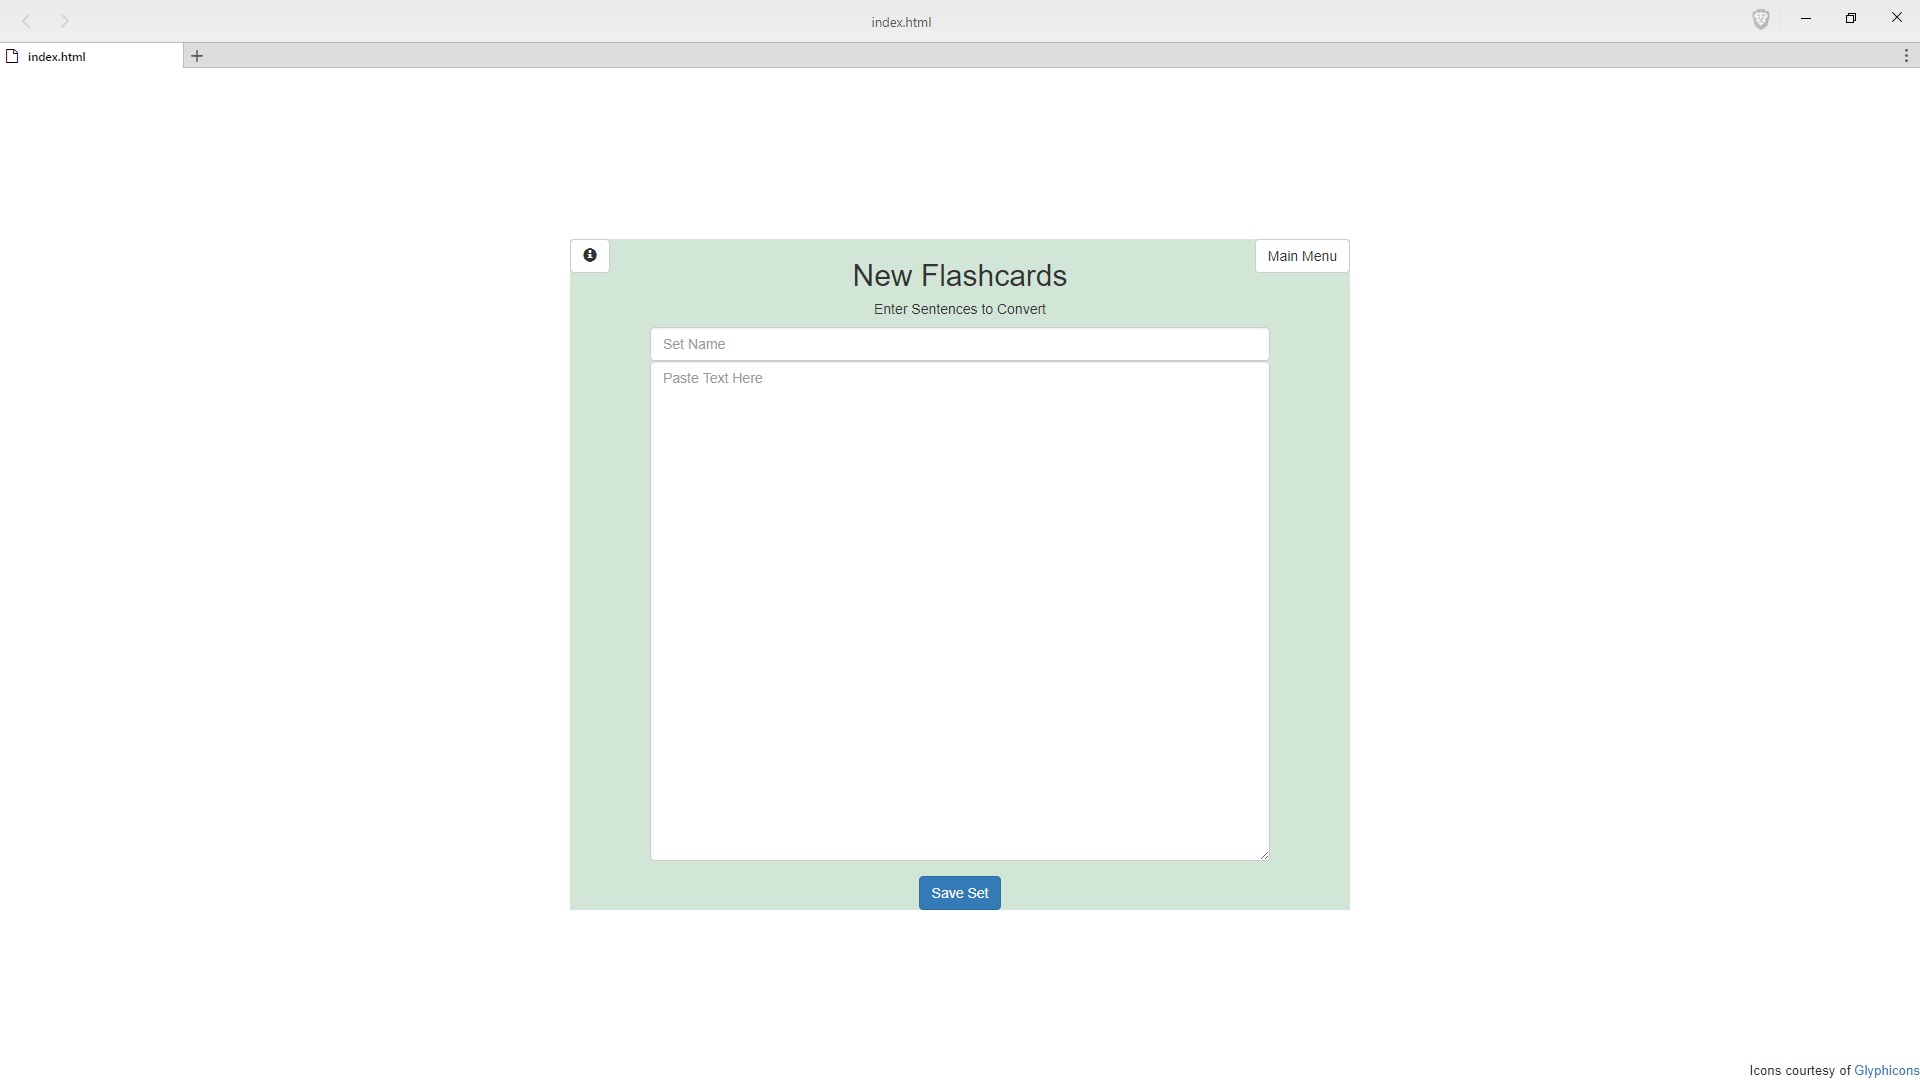 index.html
index.html
Main Menu
New Flashcards
Enter Sentences to Convert
Set Name
Paste Text Here
Save Set
Icons courtesy of Glyphicons